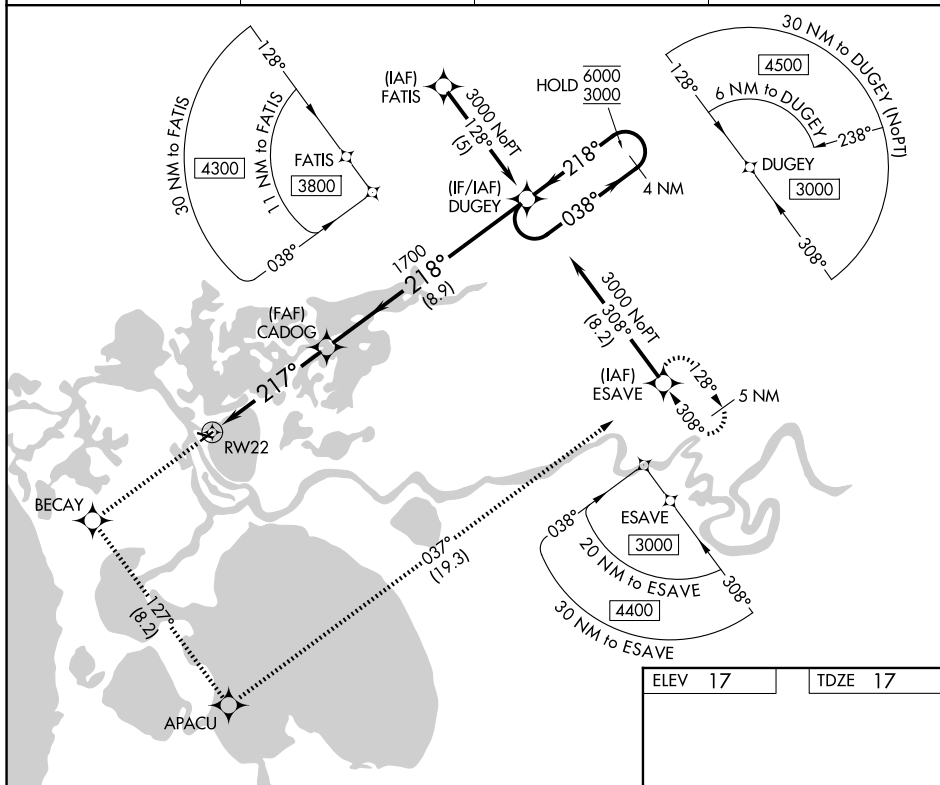 128°
30 NM to FATIS
4300
11 NM to FATIS
FATIS
3800
038°
(IAF)
FATIS
3000 NoPT
128°
(5)
HOLD 6000
3000
218°
038°
4 NM
(IF/IAF)
DUGEY
30 NM to DUGEY (NoPT)
4500
128°
6 NM to DUGEY
238°
DUGEY
3000
308°
1700
218°
(8.9)
(FAF)
CADOG
217°
RW22
3000 NoPT
308°
(8.2)
(IAF)
ESAVE
128°
308°
5 NM
BECAY
127°
(8.2)
APACU
037°
(19.3)
038°
ESAVE
3000
20 NM to ESAVE
308°
4400
30 NM to ESAVE
ELEV 17
TDZE 17